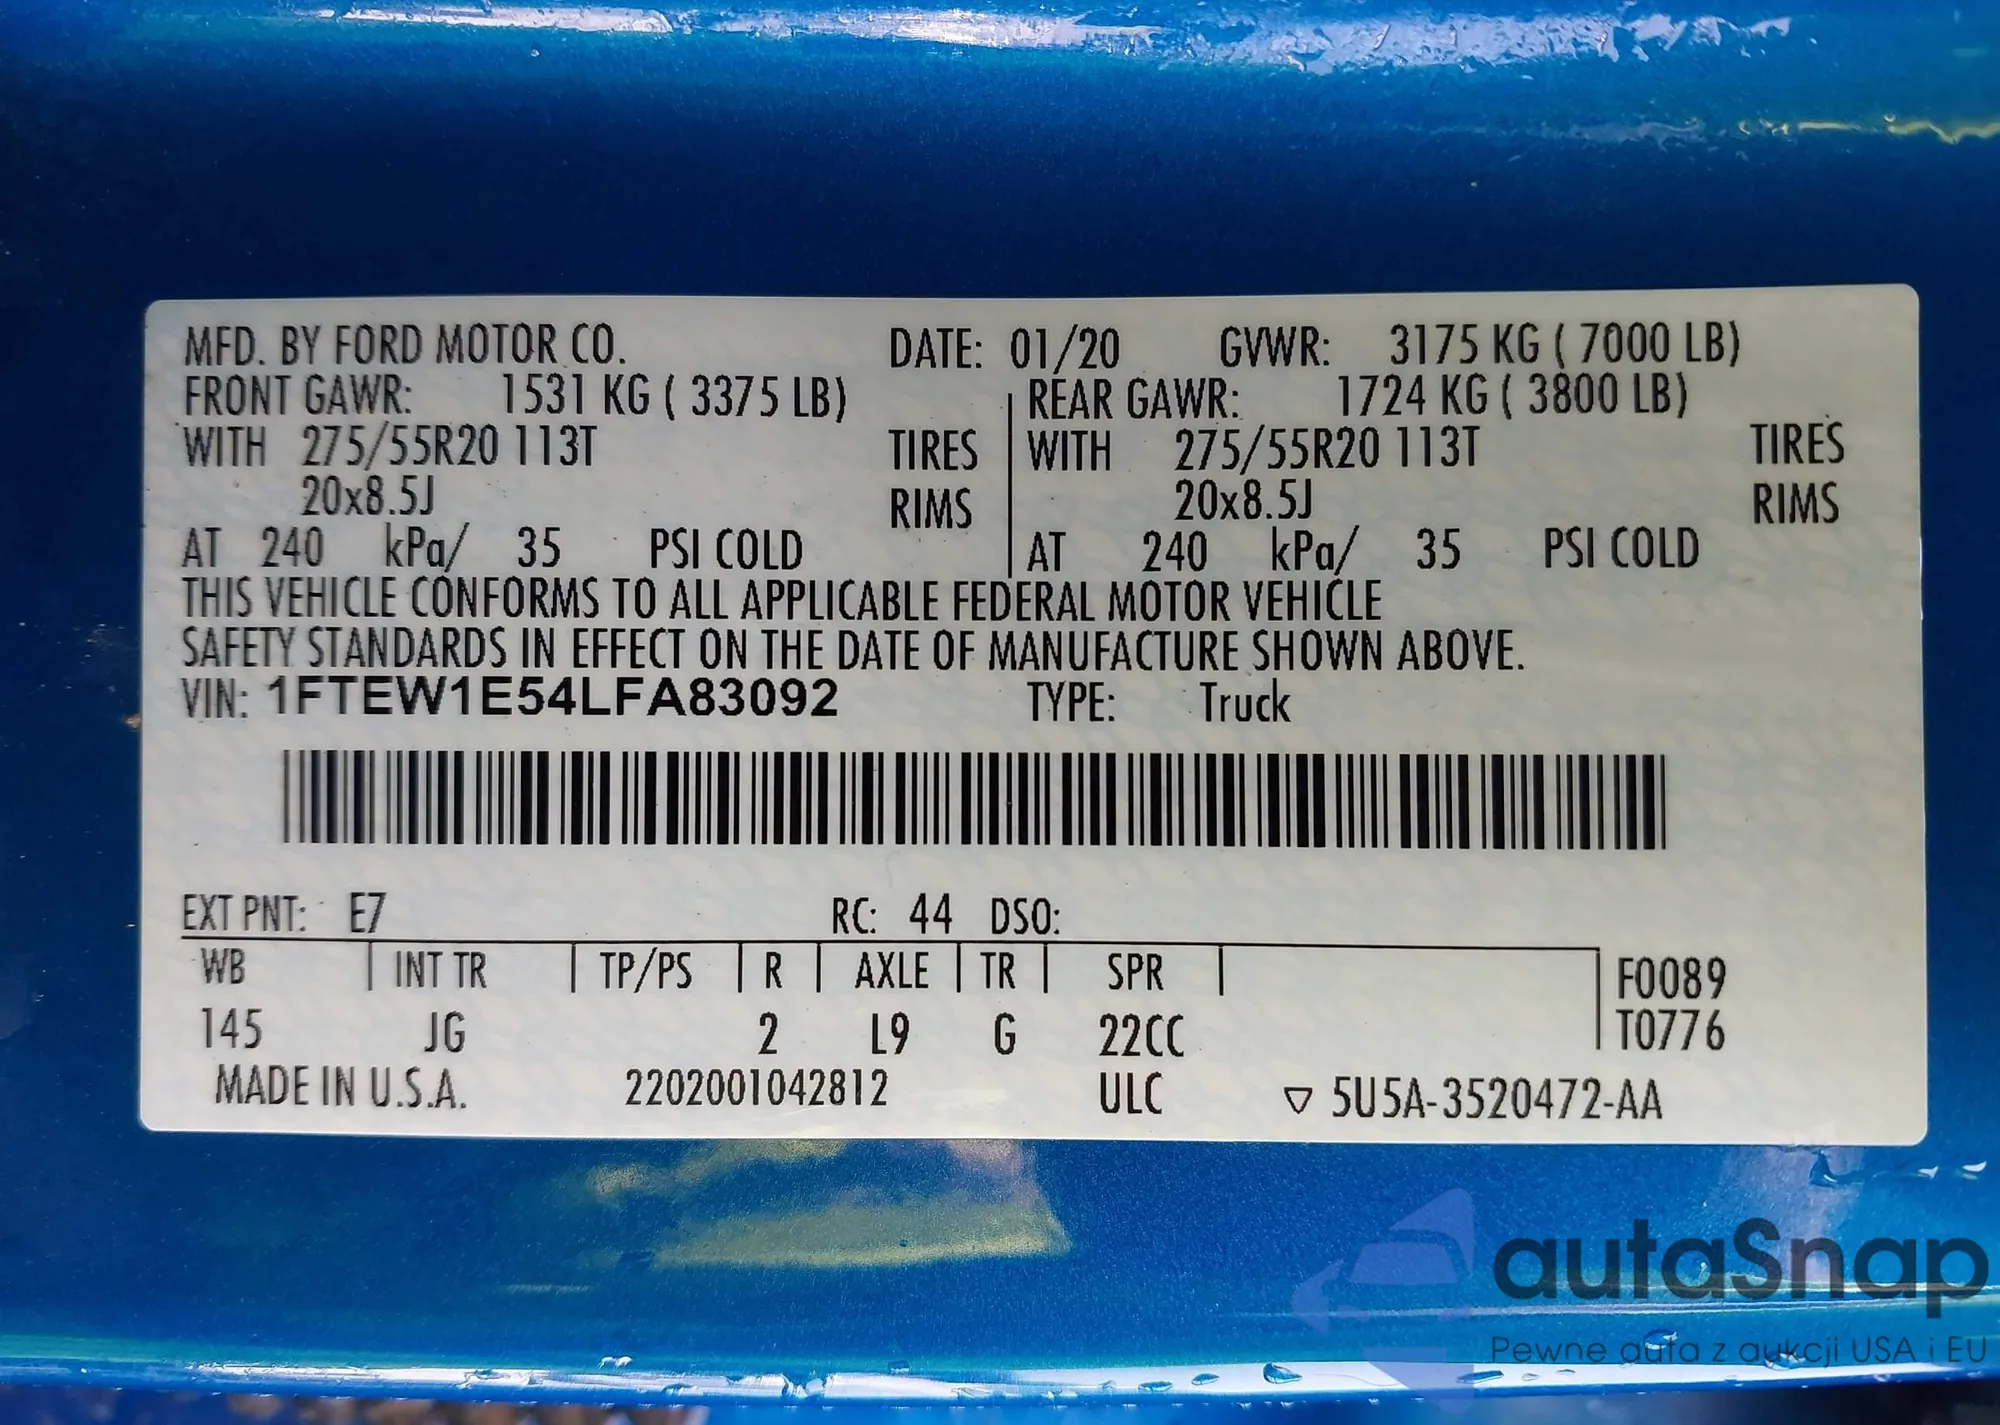 MFD. BY FORD MOTOR CO. DATE: 01/20 GVWR: 3175 KG ( 7000 LB)
FRONT GAWR: 1531 KG ( 3375 LB) REAR GAWR: 1724 KG ( 3800 LB)
WITH 275/55R20 113T TIRES WITH 275/55R20 113T TIRES
20x8.5J RIMS 20x8.5J RIMS
AT 240 kPa/ 35 PSI COLD AT 240 kPa/ 35 PSI COLD
THIS VEHICLE CONFORMS TO ALL APPLICABLE FEDERAL MOTOR VEHICLE
SAFETY STANDARDS IN EFFECT ON THE DATE OF MANUFACTURE SHOWN ABOVE.
VIN: 1FTEW1E54LFA83092 TYPE: Truck
EXT PNT: E7 RC: 44 DSO:
WB INT TR TP/PS R AXLE TR SPR F0089
145 JG 2 L9 G 22CC T0776
MADE IN U.S.A. 2202001042812 ULC ▽ 5U5A-3520472-AA
autaSnap
Pewne auta z aukcji USA i EU